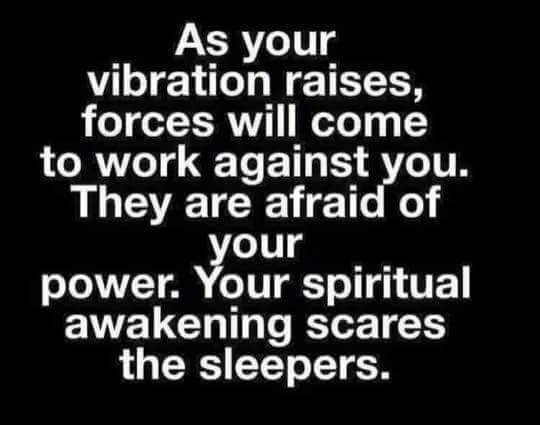 As your
vibration raises,
forces will come
to work against you.
They are afraid of
your
power. Your spiritual
awakening scares
the sleepers.